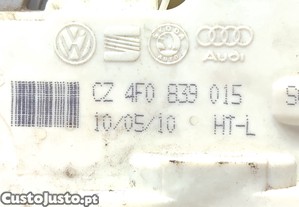 Audi
CZ 4F0 839 015
10/05/10 HT-L
CustoJusto.pt